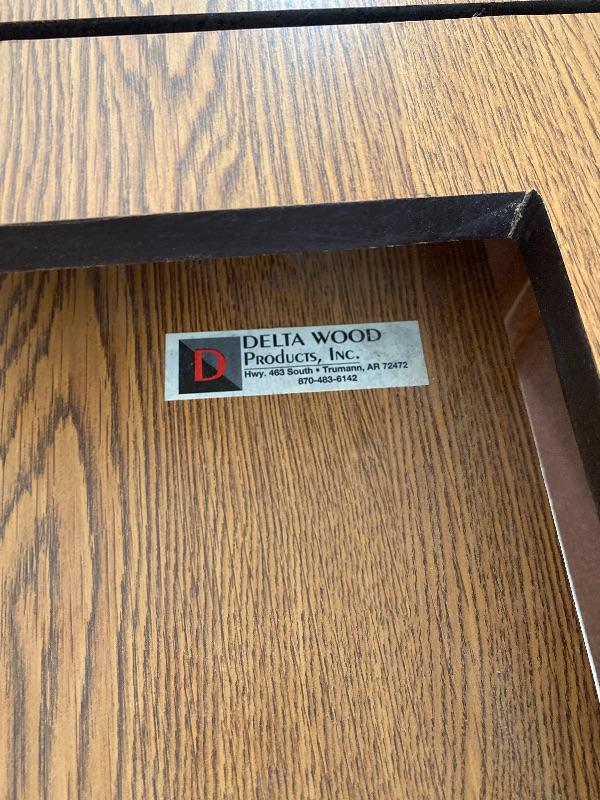 D
DELTA WOOD
PRODUCTS, INC.
Hwy. 463 South • Trumann, AR 72472
870-483-6142